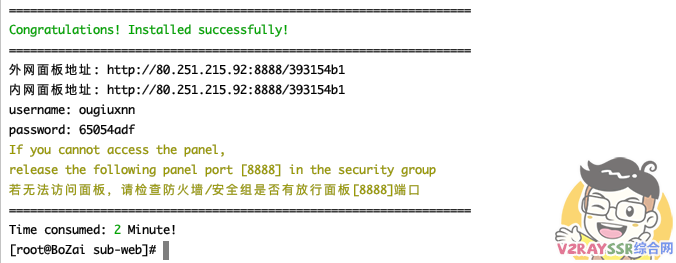 ==================================================================
Congratulations! Installed successfully!
==================================================================
外网面板地址: http://80.251.215.92:8888/393154b1
内网面板地址: http://80.251.215.92:8888/393154b1
username: ougiuxnn
password: 65054adf
If you cannot access the panel,
release the following panel port [8888] in the security group
若无法访问面板，请检查防火墙/安全组是否有放行面板[8888]端口
==================================================================
Time consumed: 2 Minute!
[root@BoZai sub-web]#
V2RAYSSR综合网